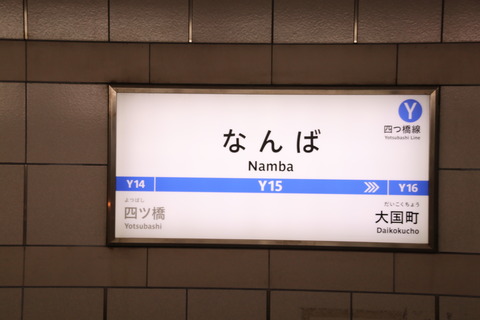 Y
四つ橋線
Yotsubashi Line
なんば
Namba
Y14 Y15 Y16
よつばし
四ツ橋
Yotsubashi
だいこくちょう
大国町
Daikokucho